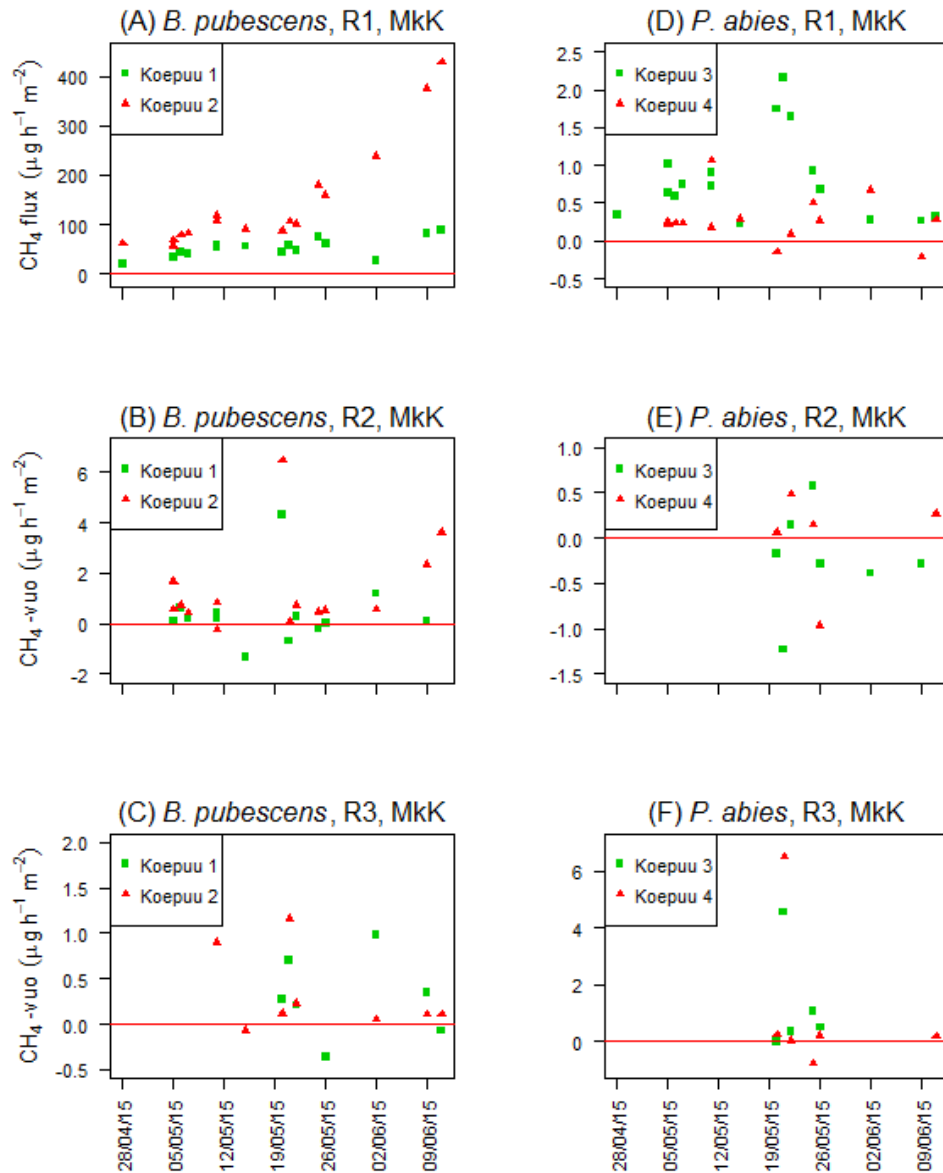 (A) B. pubescens, R1, MkK
CH₄ flux (μg h⁻¹ m⁻²)
400
300
200
100
0
Koepuu 1
Koepuu 2
(D) P. abies, R1, MkK
2.5
2.0
1.5
1.0
0.5
0.0
-0.5
Koepuu 3
Koepuu 4
(B) B. pubescens, R2, MkK
CH₄-vuo (μg h⁻¹ m⁻²)
6
4
2
0
-2
Koepuu 1
Koepuu 2
(E) P. abies, R2, MkK
1.0
0.5
0.0
-0.5
-1.0
-1.5
Koepuu 3
Koepuu 4
(C) B. pubescens, R3, MkK
CH₄-vuo (μg h⁻¹ m⁻²)
2.0
1.5
1.0
0.5
0.0
-0.5
Koepuu 1
Koepuu 2
28/04/15
05/05/15
12/05/15
19/05/15
26/05/15
02/06/15
09/06/15
(F) P. abies, R3, MkK
6
4
2
0
Koepuu 3
Koepuu 4
28/04/15
05/05/15
12/05/15
19/05/15
26/05/15
02/06/15
09/06/15